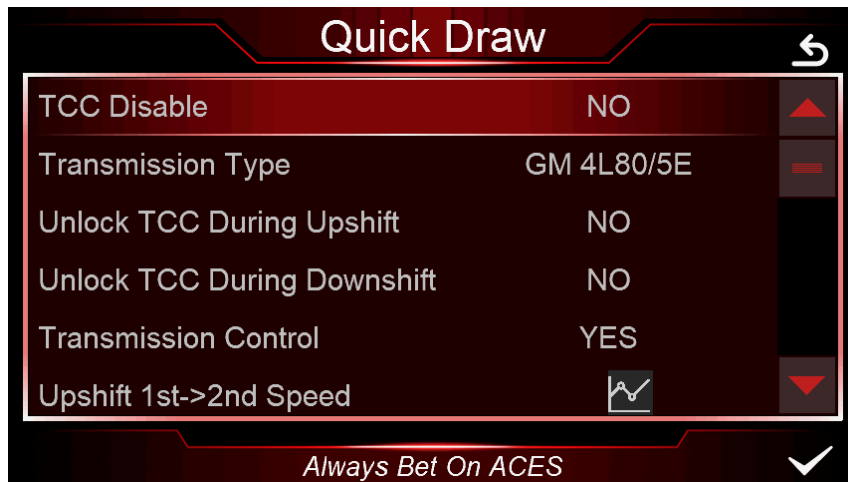 Quick Draw
TCC Disable NO
Transmission Type GM 4L80/5E
Unlock TCC During Upshift NO
Unlock TCC During Downshift NO
Transmission Control YES
Upshift 1st->2nd Speed
Always Bet On ACES